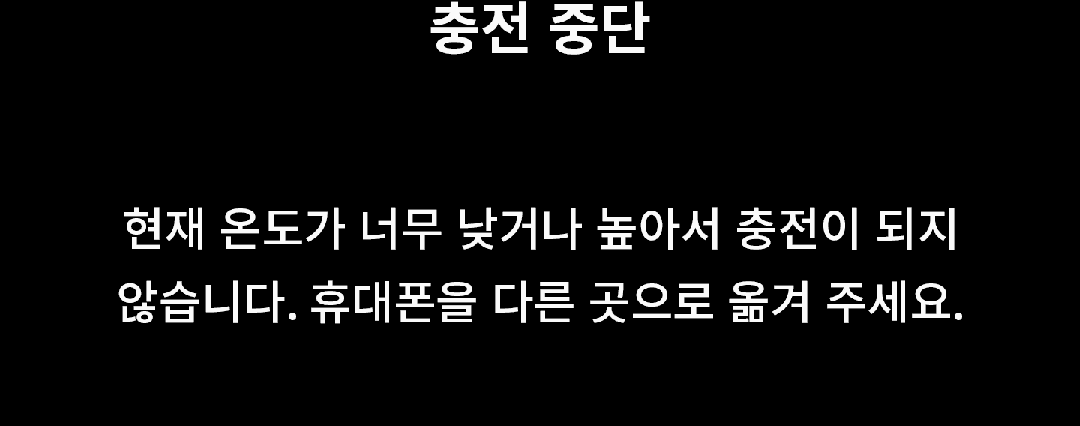 충전 중단
현재 온도가 너무 낮거나 높아서 충전이 되지
않습니다. 휴대폰을 다른 곳으로 옮겨 주세요.